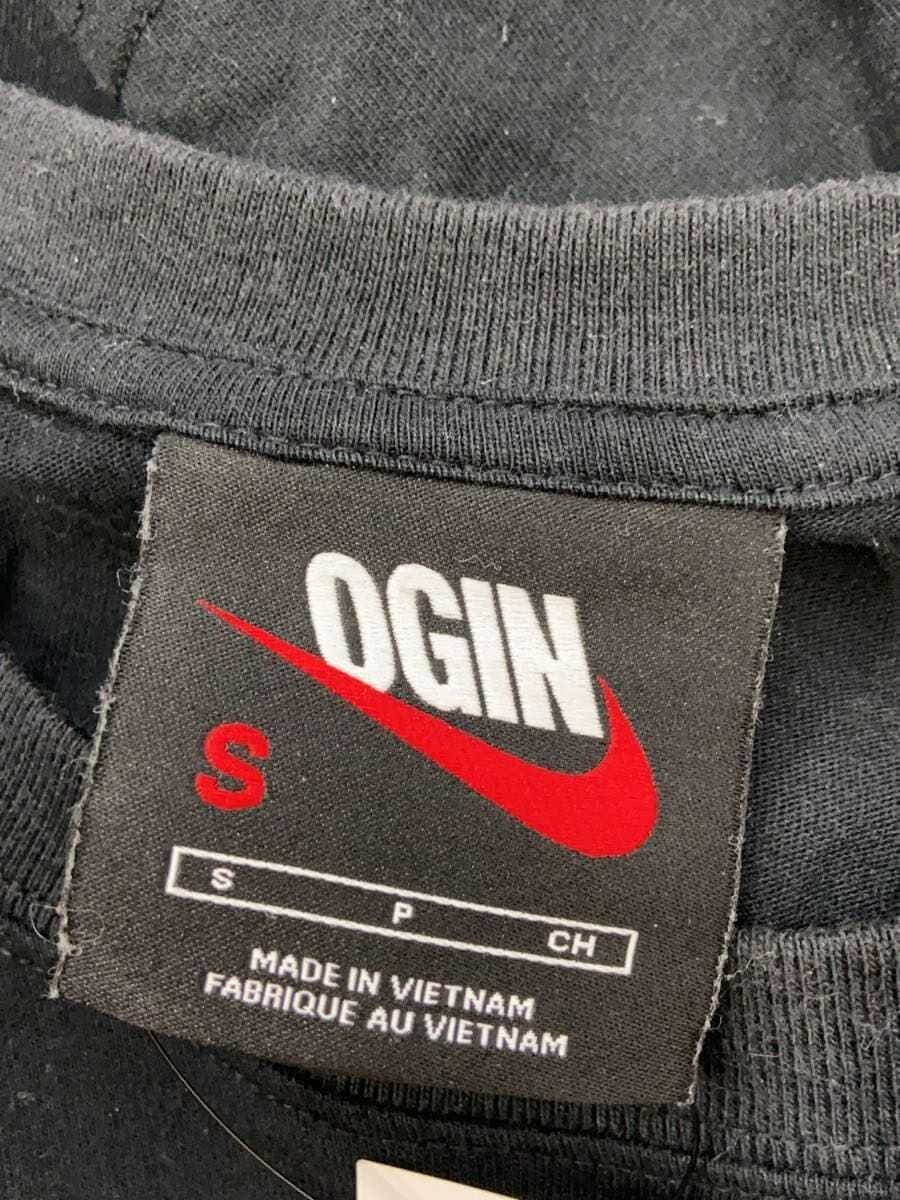 OGIN
S
S P CH
MADE IN VIETNAM
FABRIQUE AU VIETNAM